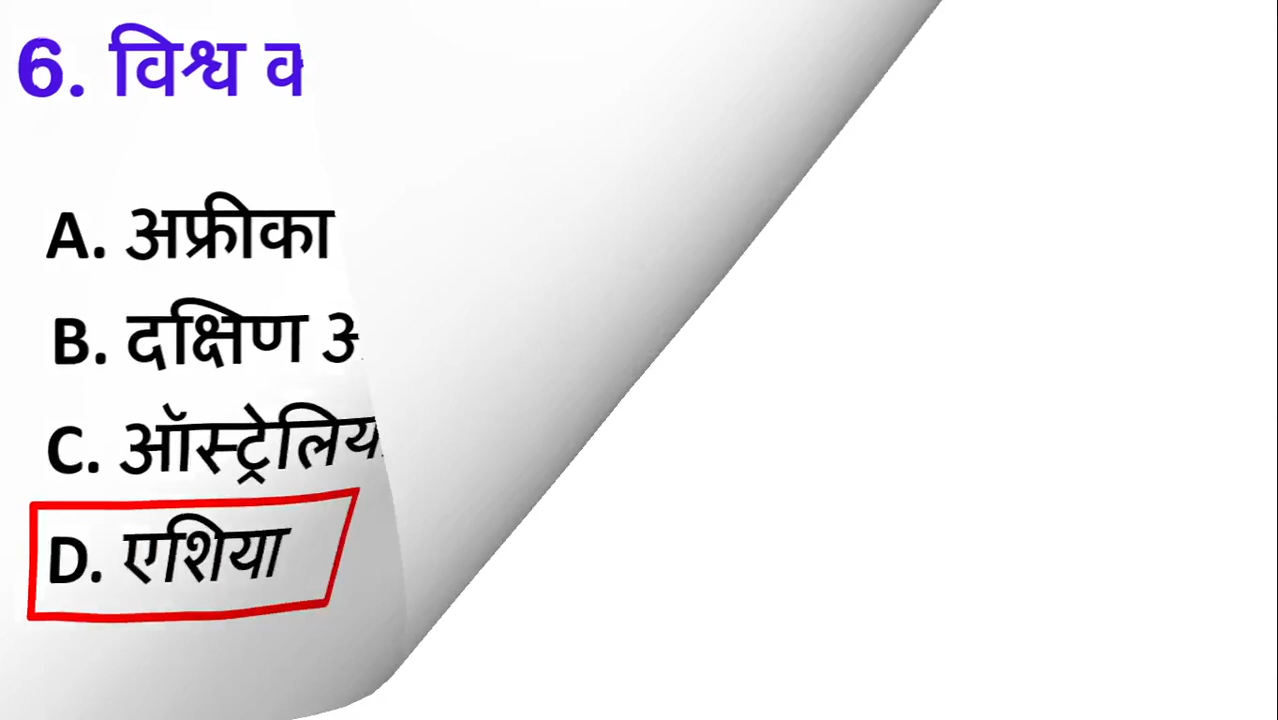 6. विश्व
A. अफ्रीका
B. दक्षिण
C. ऑस्ट्रेलिया
D. एशिया